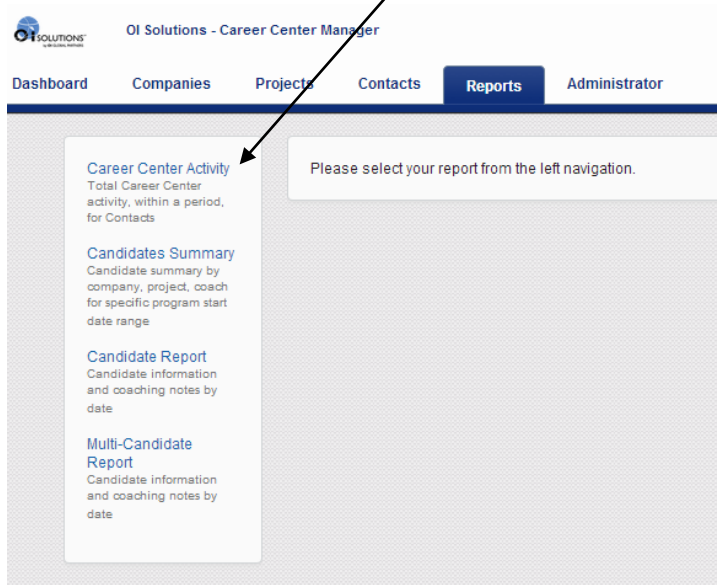 OI SOLUTIONS
OI Solutions - Career Center Manager
Dashboard Companies Projects Contacts Reports Administrator
Career Center Activity
Total Career Center
activity, within a period,
for Contacts
Please select your report from the left navigation.
Candidates Summary
Candidate summary by
company, project, coach
for specific program start
date range
Candidate Report
Candidate information
and coaching notes by
date
Multi-Candidate
Report
Candidate information
and coaching notes by
date